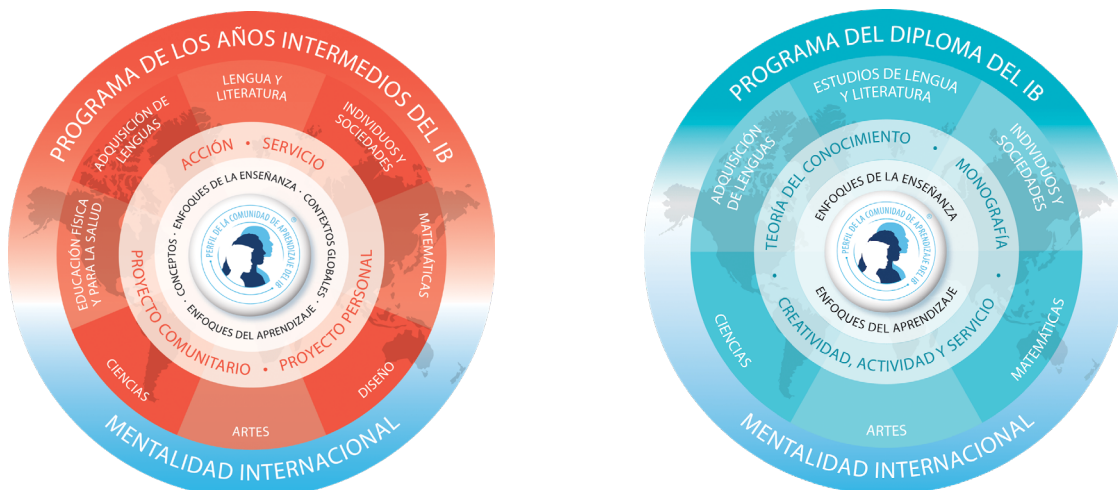 PROGRAMA DE LOS AÑOS INTERMEDIOS DEL IB
LENGUA Y
LITERATURA
ADQUISICIÓN DE
LENGUAS
INDIVIDUOS Y
SOCIEDADES
EDUCACIÓN FÍSICA
Y PARA LA SALUD
MATEMÁTICAS
CIENCIAS
DISEÑO
ARTES
ACCIÓN • SERVICIO
PROYECTO COMUNITARIO • PROYECTO PERSONAL
CONCEPTOS · ENFOQUES DE LA ENSEÑANZA · CONTEXTOS GLOBALES · ENFOQUES DEL APRENDIZAJE ·
PERFIL DE LA COMUNIDAD DE APRENDIZAJE DEL IB
®
MENTALIDAD INTERNACIONAL
PROGRAMA DEL DIPLOMA DEL IB
ESTUDIOS DE LENGUA
Y LITERATURA
ADQUISICIÓN
DE LENGUAS
INDIVIDUOS Y
SOCIEDADES
CIENCIAS
MATEMÁTICAS
ARTES
• TEORÍA DEL CONOCIMIENTO • MONOGRAFÍA •
CREATIVIDAD, ACTIVIDAD Y SERVICIO
ENFOQUES DE LA ENSEÑANZA
ENFOQUES DEL APRENDIZAJE
PERFIL DE LA COMUNIDAD DE APRENDIZAJE DEL IB
®
MENTALIDAD INTERNACIONAL